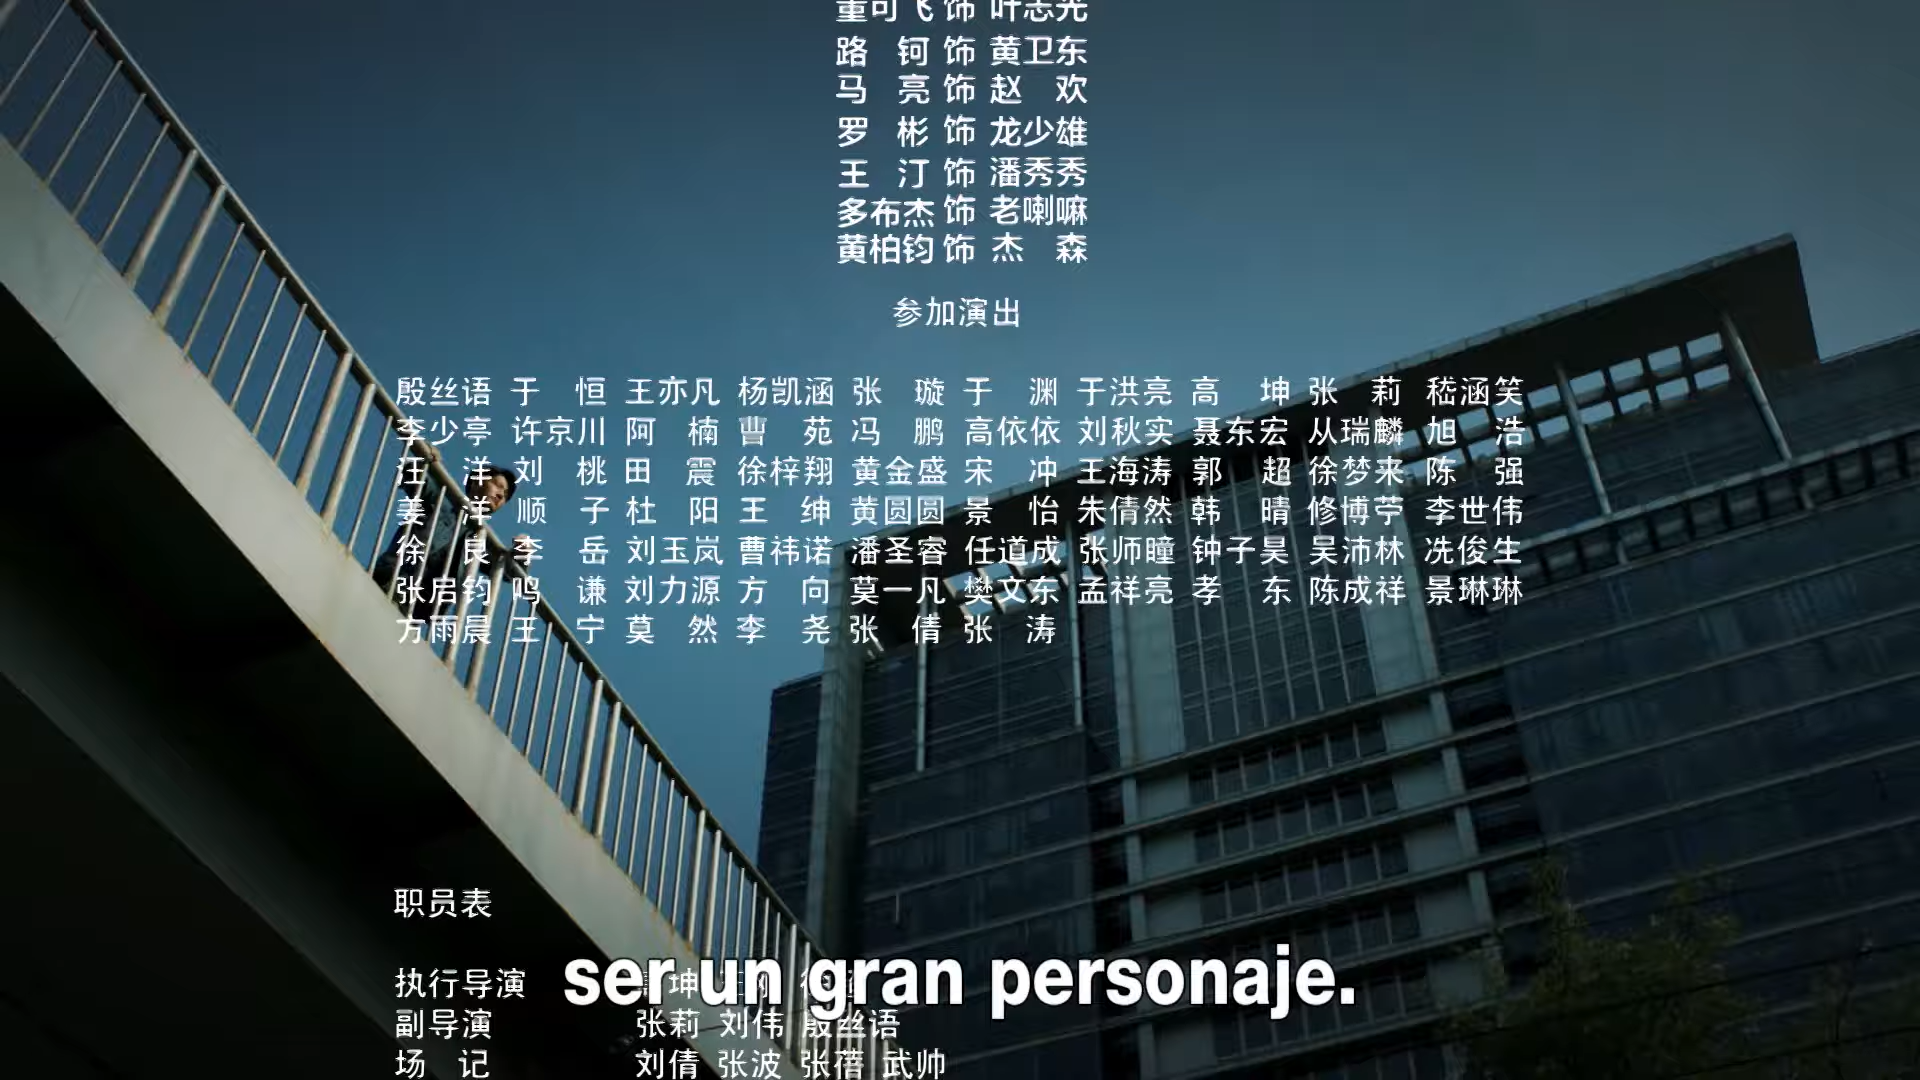 童可飞 饰 叶志光
路 钶 饰 黄卫东
马 亮 饰 赵 欢
罗 彬 饰 龙少雄
王 汀 饰 潘秀秀
多布杰 饰 老喇嘛
黄柏钧 饰 杰 森
参加演出
殷丝语 于 恒 王亦凡 杨凯涵 张 璇 于 渊 于洪亮 高 坤 张 莉 嵇涵笑
李少亭 许京川 阿 楠 曹 苑 冯 鹏 高依依 刘秋实 聂东宏 从瑞麟 旭 浩
汪 洋 刘 桃 田 震 徐梓翔 黄金盛 宋 冲 王海涛 郭 超 徐梦来 陈 强
姜 洋 顺 子 杜 阳 王 绅 黄圆圆 景 怡 朱倩然 韩 晴 修博苧 李世伟
徐 良 李 岳 刘玉岚 曹祎诺 潘圣睿 任道成 张师瞳 钟子昊 吴沛林 冼俊生
张启钧 鸣 谦 刘力源 方 向 莫一凡 樊文东 孟祥亮 孝 东 陈成祥 景琳琳
方雨晨 王 宁 莫 然 李 尧 张 倩 张 涛
职员表
执行导演 坤
ser un gran personaje.
副导演 张莉 刘伟 殷丝语
场 记 刘倩 张波 张蓓 武帅